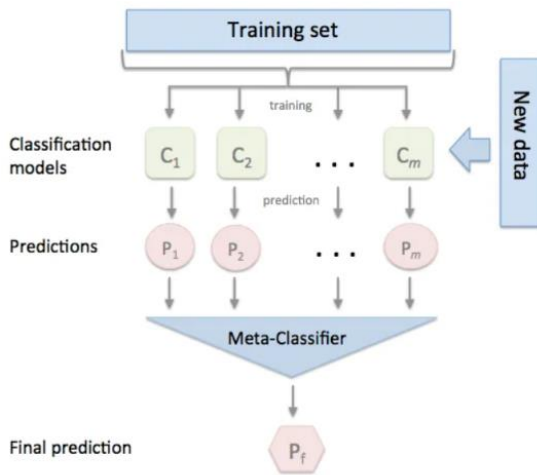 Training set
training
New data
Classification
models
C1 C2 . . . Cm
prediction
Predictions
P1 P2 . . . Pm
Meta-Classifier
Final prediction
Pf